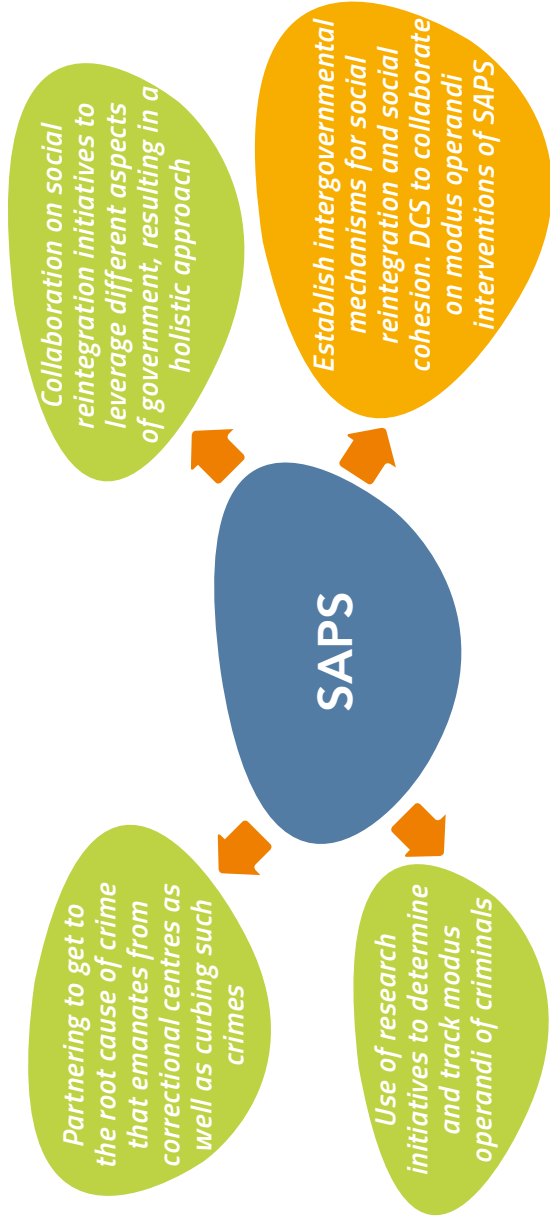 Partnering to get to
the root cause of crime
that emanates from
correctional centres as
well as curbing such
crimes
Collaboration on social
reintegration initiatives to
leverage different aspects
of government, resulting in a
holistic approach
SAPS
Use of research
initiatives to determine
and track modus
operandi of criminals
Establish intergovernmental
mechanisms for social
reintegration and social
cohesion. DCS to collaborate
on modus operandi
interventions of SAPS